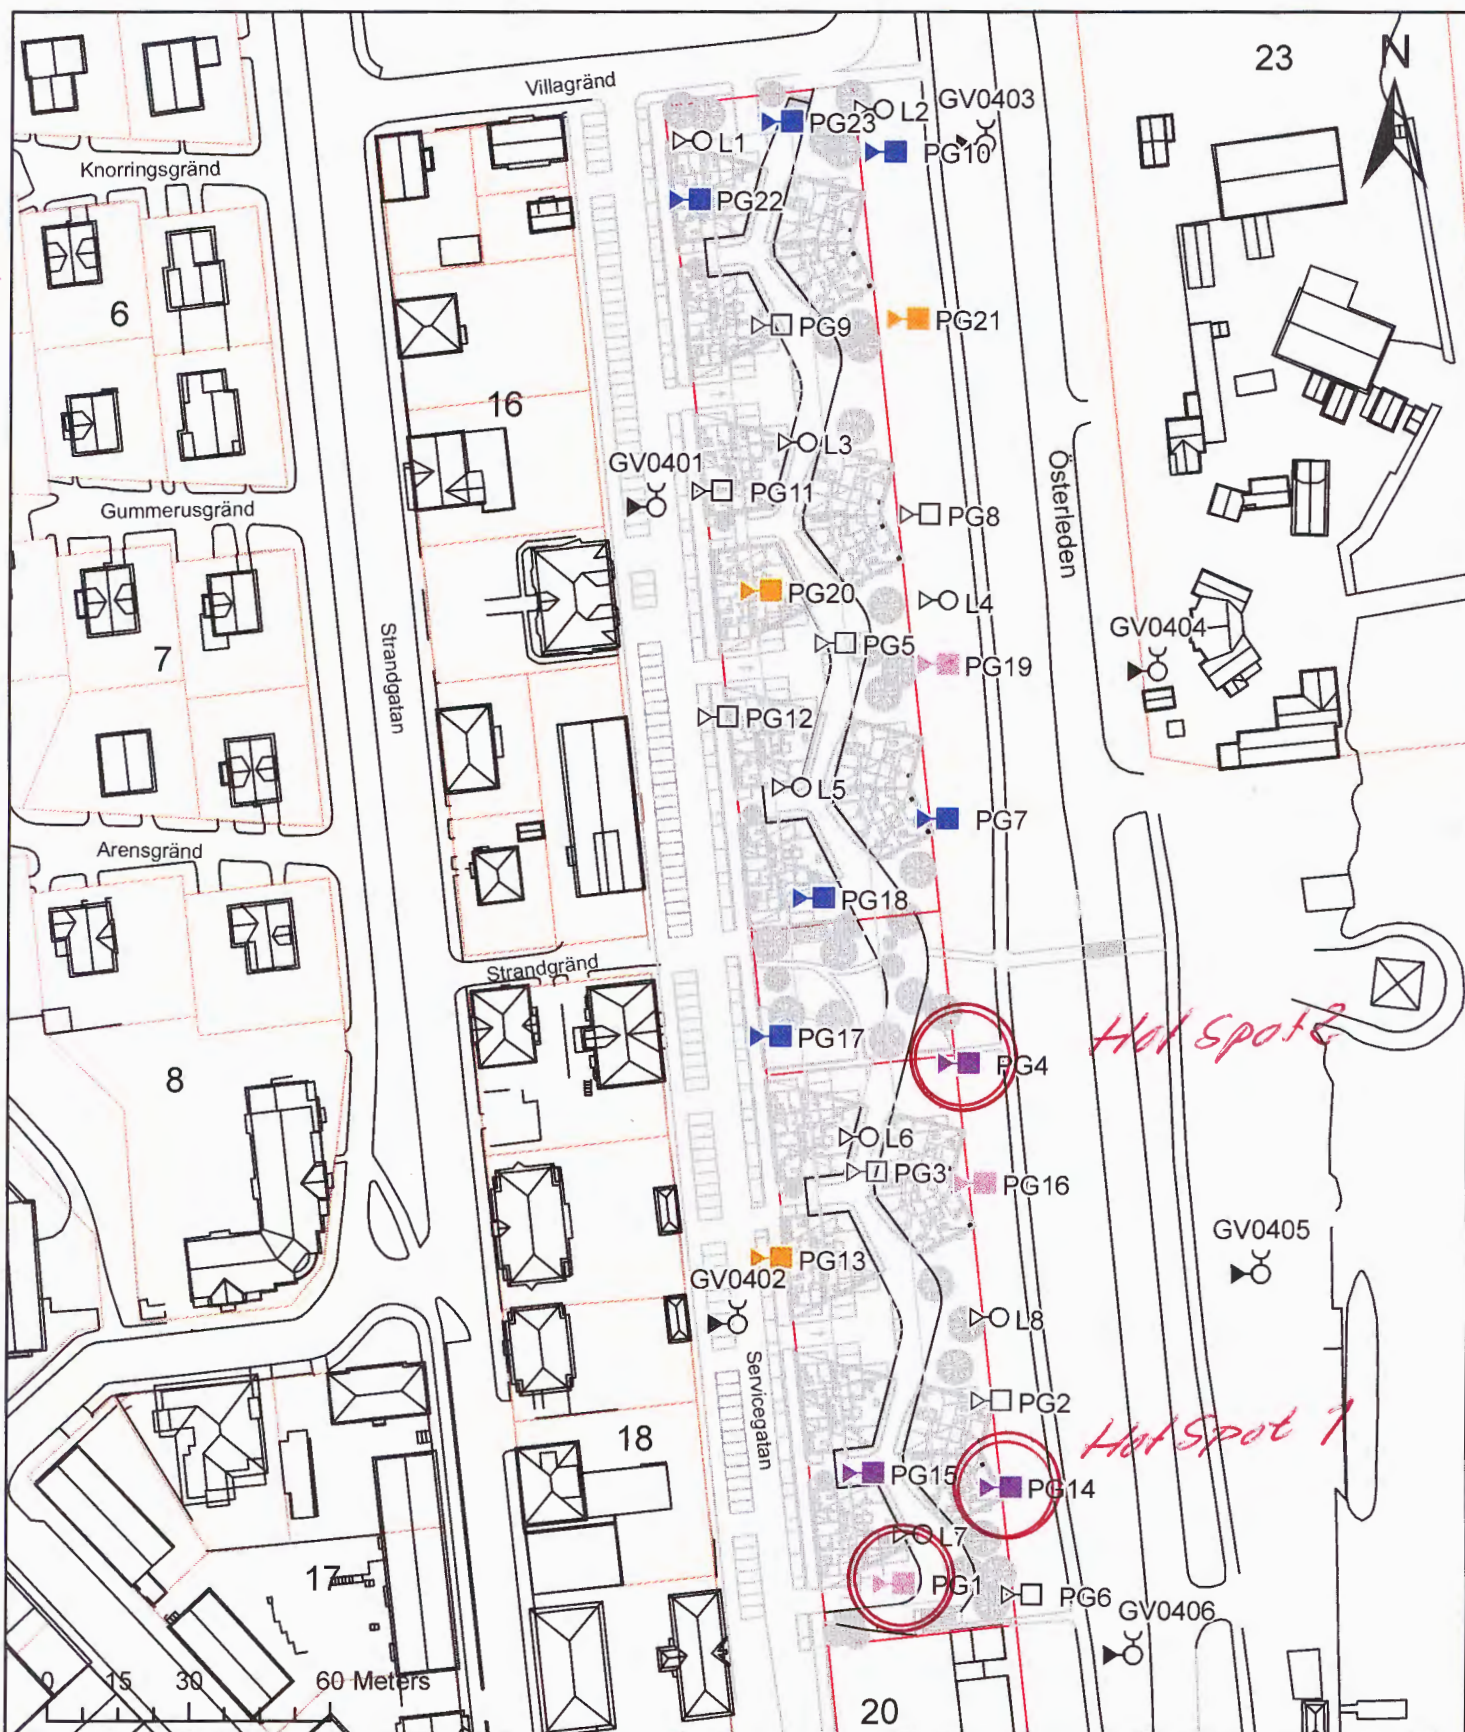 23
N
Villagränd
L2
GV0403
PG23
L1
PG10
Knorringsgränd
PG22
6
PG9
PG21
16
L3
GV0401
PG11
PG8
Österleden
Gummerusgränd
PG20
L4
GV0404
Strandgatan
PG5
7
PG19
PG12
L5
PG7
Arensgränd
PG18
Strandgränd
Hot spot 2
PG17
PG4
8
L6
PG3
PG16
GV0405
PG13
GV0402
L8
Servicegatan
PG2
Hot Spot 1
18
PG15
PG14
L7
17
PG1
PG6
GV0406
0 15 30 60 Meters
20